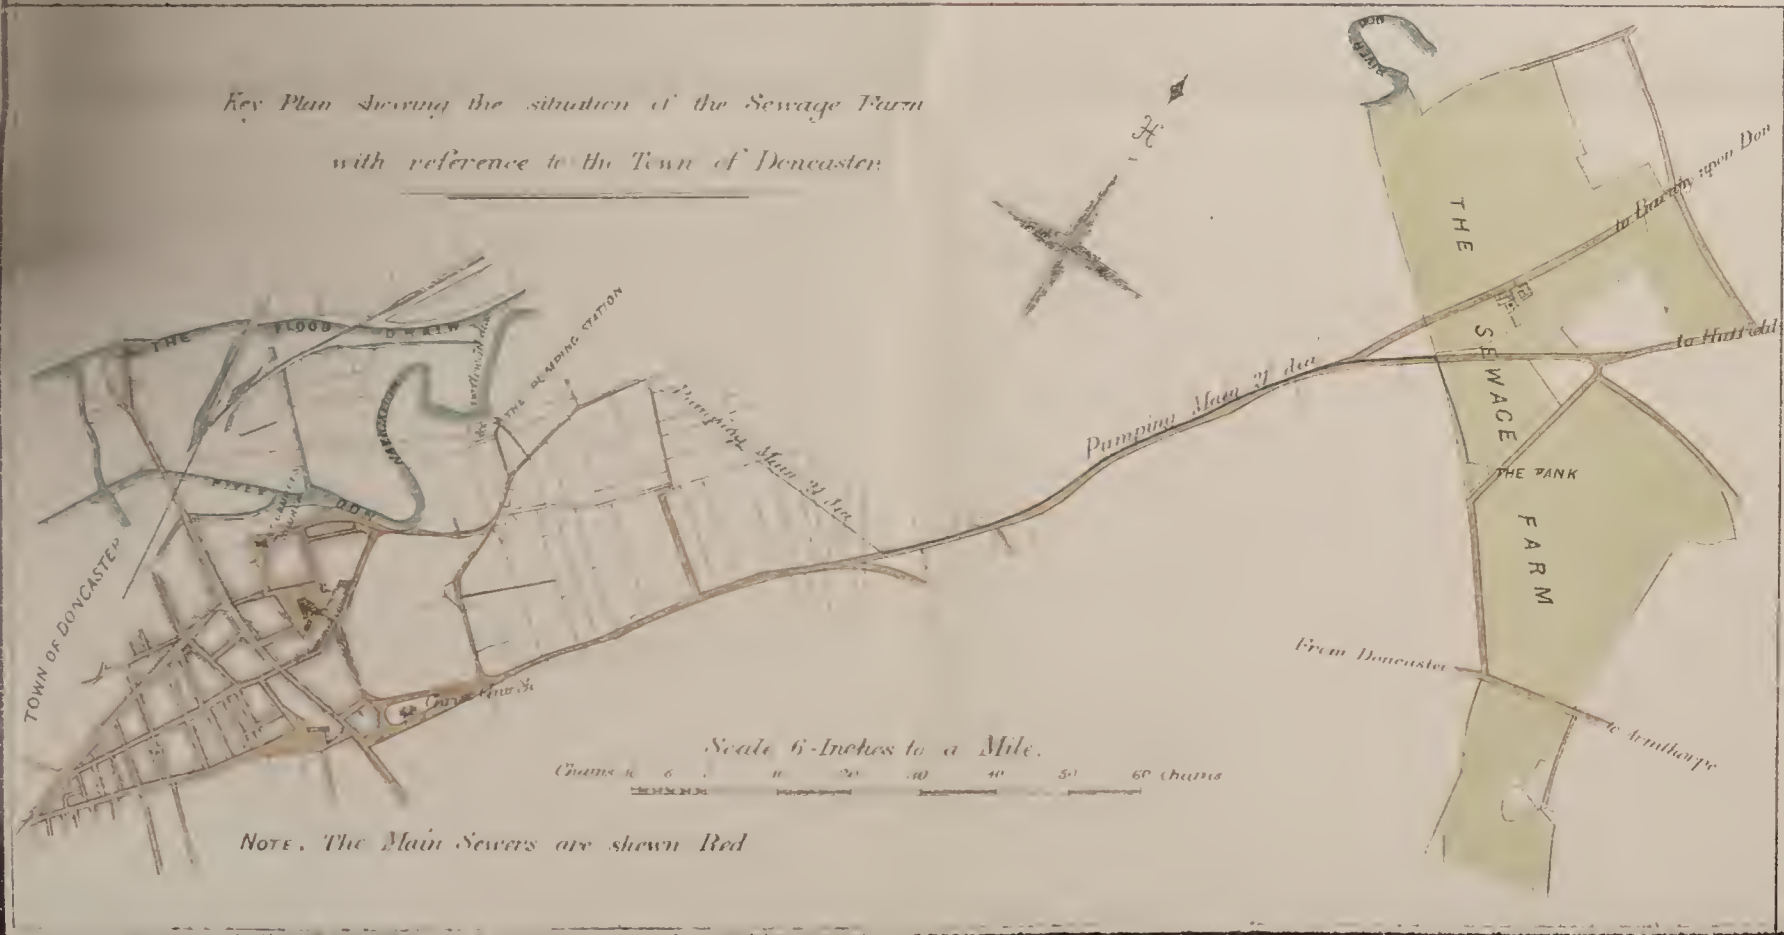 Key Plan shewing the situation of the Sewage Farm
with reference to the Town of Doncaster.
RIVER DON
N
THE FLOOD DRAIN
THE PUMPING STATION
NAVIGATION
RIVER DON
TOWN OF DONCASTER
Pumping Main 21 dia
Pumping Main 21 dia
THE SEWAGE FARM
to Barnby upon Don
to Hatfield
THE TANK
From Doncaster
to Armthorpe
Scale 6-Inches to a Mile.
Chains 10 5 10 20 30 40 50 60 Chains
NOTE. The Main Sewers are shewn Red